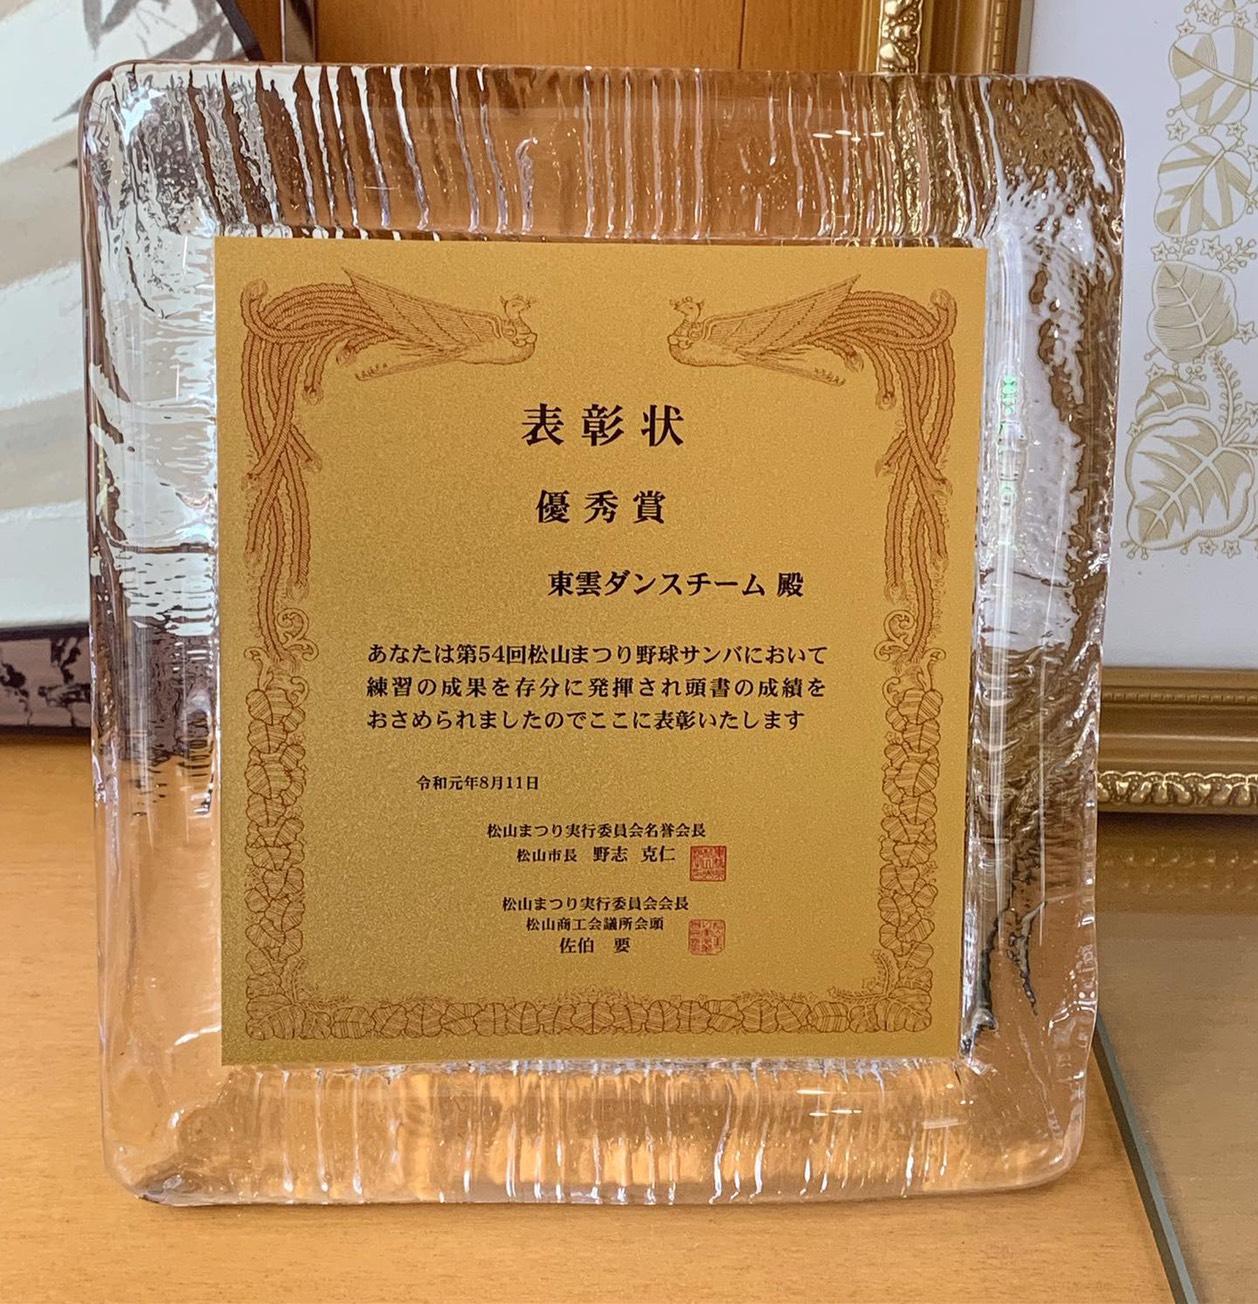 表彰状
優秀賞
東雲ダンスチーム 殿
あなたは第54回松山まつり野球サンバにおいて
練習の成果を存分に発揮され頭書の成績を
おさめられましたのでここに表彰いたします
令和元年8月11日
松山まつり実行委員会名誉会長
松山市長 野志 克仁
松山まつり実行委員会会長
松山商工会議所会頭
佐伯 要